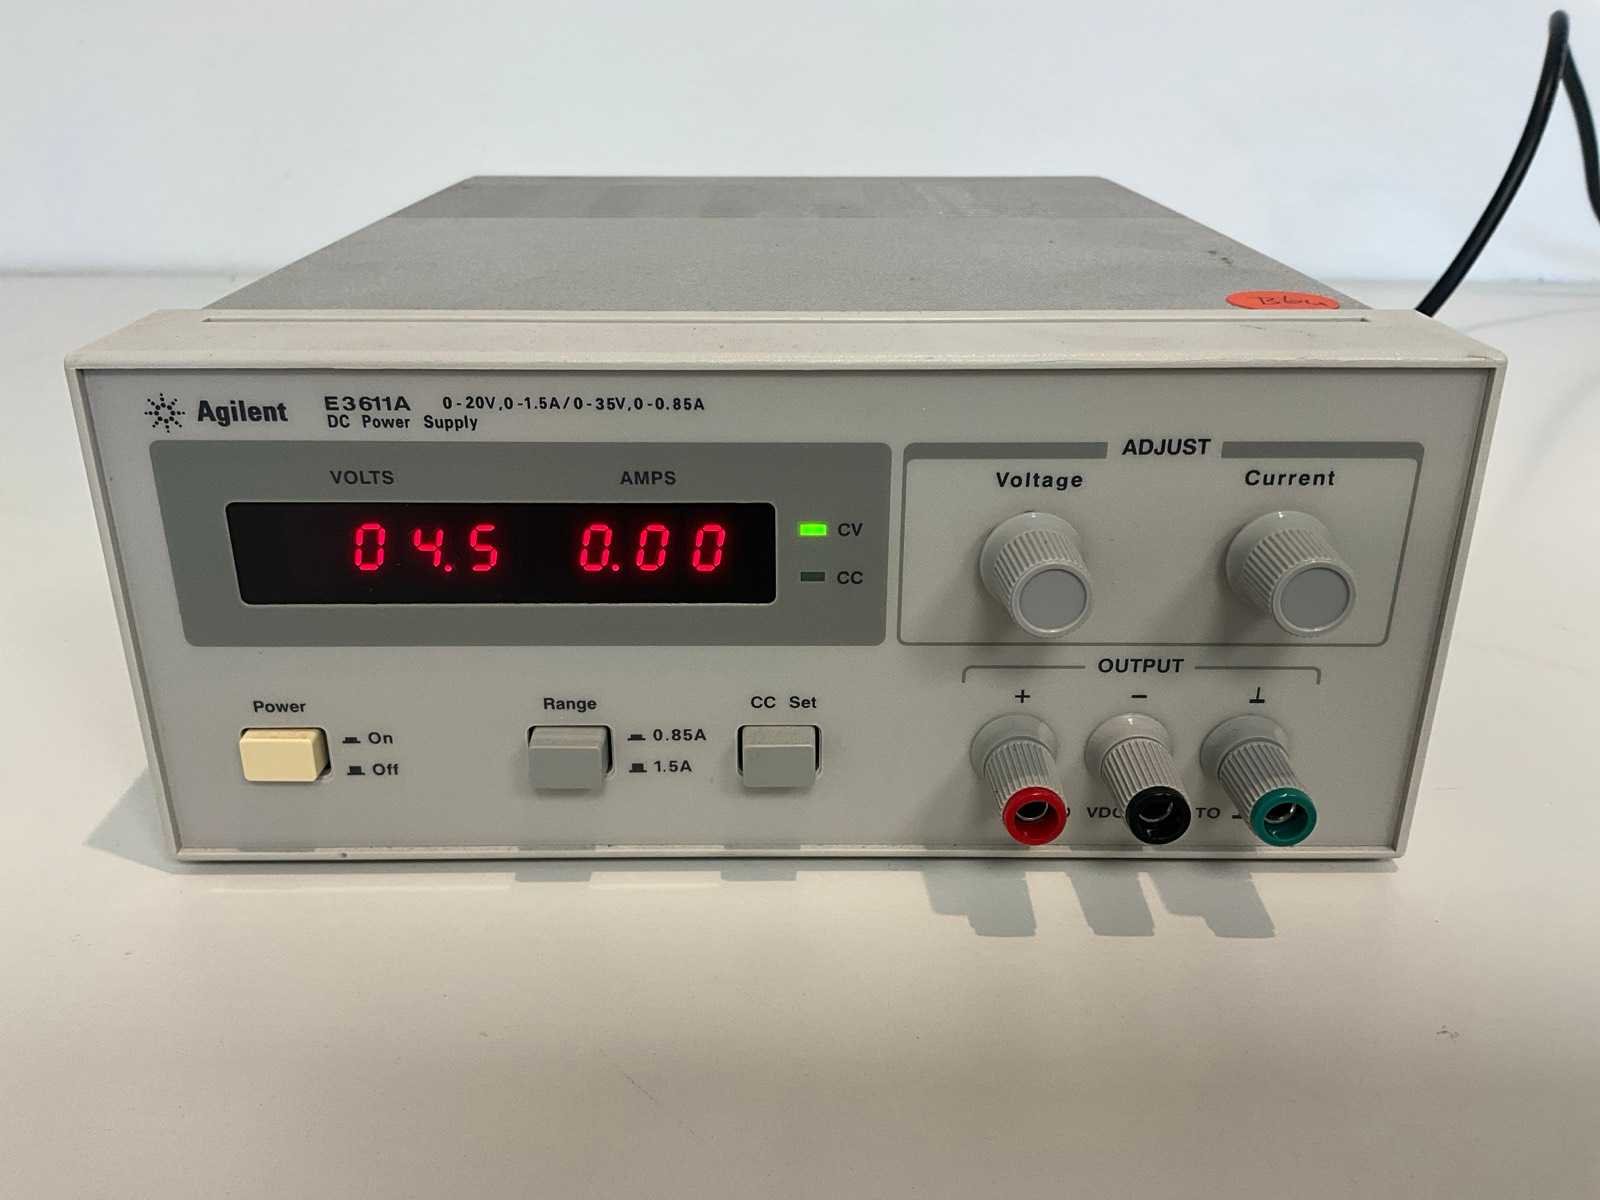 Agilent
E3611A 0-20V,0-1.5A/0-35V,0-0.85A
DC Power Supply
VOLTS AMPS
04.5 0.00
CV
CC
ADJUST
Voltage Current
OUTPUT
+ - ⊥
Power
On
Off
Range
0.85A
1.5A
CC Set
TO